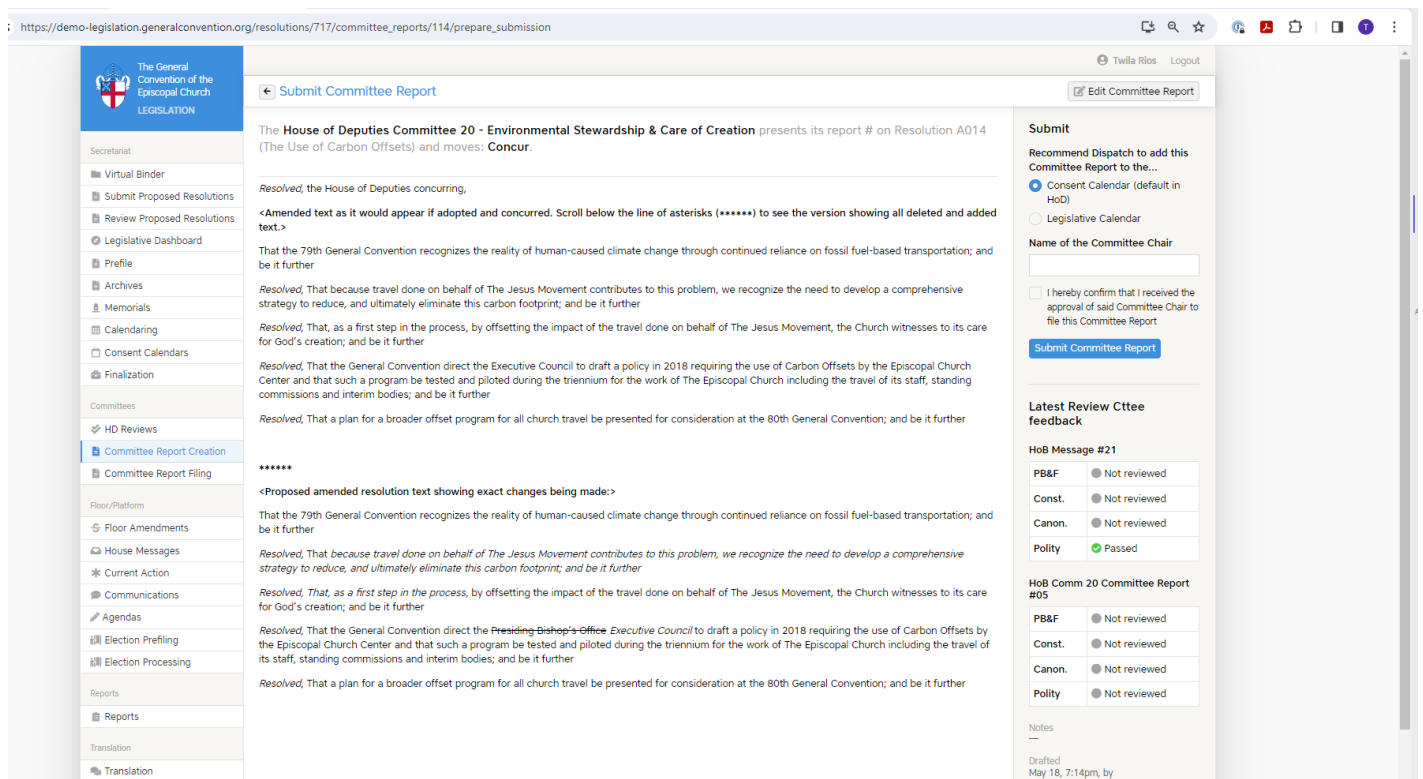 https://demo-legislation.generalconvention.org/resolutions/717/committee_reports/114/prepare_submission
T
The General
Convention of the
Episcopal Church
LEGISLATION
Twila Rios Logout
Submit Committee Report
Edit Committee Report
Secretariat
Virtual Binder
Submit Proposed Resolutions
Review Proposed Resolutions
Legislative Dashboard
Prefile
Archives
Memorials
Calendaring
Consent Calendars
Finalization
Committees
HD Reviews
Committee Report Creation
Committee Report Filing
Floor/Platform
Floor Amendments
House Messages
Current Action
Communications
Agendas
Election Prefiling
Election Processing
Reports
Reports
Translation
Translation
The House of Deputies Committee 20 - Environmental Stewardship & Care of Creation presents its report # on Resolution A014
(The Use of Carbon Offsets) and moves: Concur.
Resolved, the House of Deputies concurring,
<Amended text as it would appear if adopted and concurred. Scroll below the line of asterisks (******) to see the version showing all deleted and added
text.>
That the 79th General Convention recognizes the reality of human-caused climate change through continued reliance on fossil fuel-based transportation; and
be it further
Resolved, That because travel done on behalf of The Jesus Movement contributes to this problem, we recognize the need to develop a comprehensive
strategy to reduce, and ultimately eliminate this carbon footprint; and be it further
Resolved, That, as a first step in the process, by offsetting the impact of the travel done on behalf of The Jesus Movement, the Church witnesses to its care
for God's creation; and be it further
Resolved, That the General Convention direct the Executive Council to draft a policy in 2018 requiring the use of Carbon Offsets by the Episcopal Church
Center and that such a program be tested and piloted during the triennium for the work of The Episcopal Church including the travel of its staff, standing
commissions and interim bodies; and be it further
Resolved, That a plan for a broader offset program for all church travel be presented for consideration at the 80th General Convention; and be it further
******
<Proposed amended resolution text showing exact changes being made:>
That the 79th General Convention recognizes the reality of human-caused climate change through continued reliance on fossil fuel-based transportation; and
be it further
Resolved, That because travel done on behalf of The Jesus Movement contributes to this problem, we recognize the need to develop a comprehensive
strategy to reduce, and ultimately eliminate this carbon footprint; and be it further
Resolved, That, as a first step in the process, by offsetting the impact of the travel done on behalf of The Jesus Movement, the Church witnesses to its care
for God's creation; and be it further
Resolved, That the General Convention direct the Presiding Bishop's Office Executive Council to draft a policy in 2018 requiring the use of Carbon Offsets by
the Episcopal Church Center and that such a program be tested and piloted during the triennium for the work of The Episcopal Church including the travel of
its staff, standing commissions and interim bodies; and be it further
Resolved, That a plan for a broader offset program for all church travel be presented for consideration at the 80th General Convention; and be it further
Submit
Recommend Dispatch to add this
Committee Report to the...
Consent Calendar (default in
HoD)
Legislative Calendar
Name of the Committee Chair
I hereby confirm that I received the
approval of said Committee Chair to
file this Committee Report
Submit Committee Report
Latest Review Cttee
feedback
HoB Message #21
PB&F Not reviewed
Const. Not reviewed
Canon. Not reviewed
Polity Passed
HoB Comm 20 Committee Report
#05
PB&F Not reviewed
Const. Not reviewed
Canon. Not reviewed
Polity Not reviewed
Notes
—
Drafted
May 18, 7:14pm, by